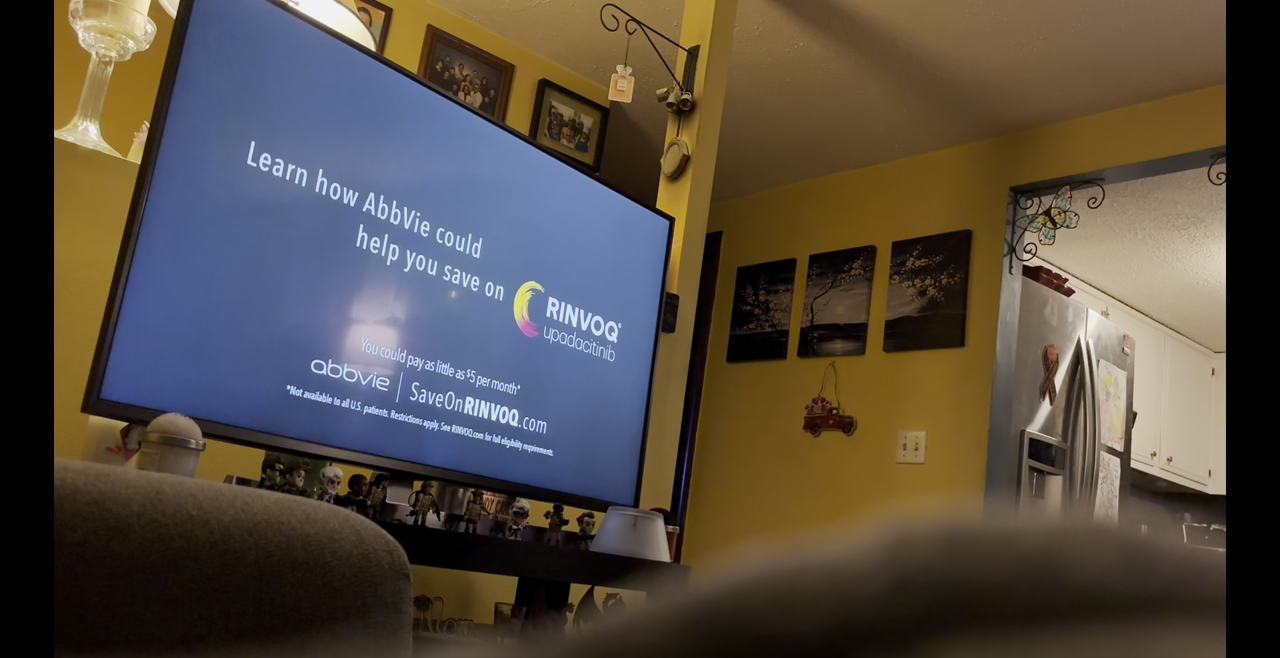 Learn how AbbVie could
help you save on
RINVOQ®
upadacitinib
You could pay as little as $5 per month*
abbvie | SaveOnRINVOQ.com
*Not available to all U.S. patients. Restrictions apply. See RINVOQ.com for full eligibility requirements.